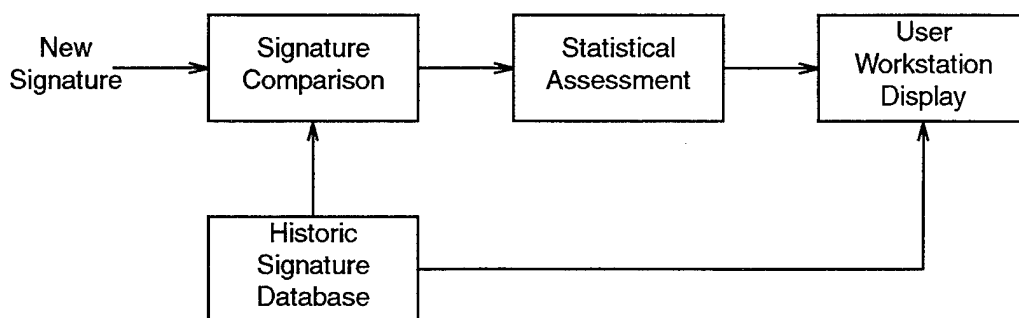 New
Signature
Signature
Comparison
Statistical
Assessment
User
Workstation
Display
Historic
Signature
Database